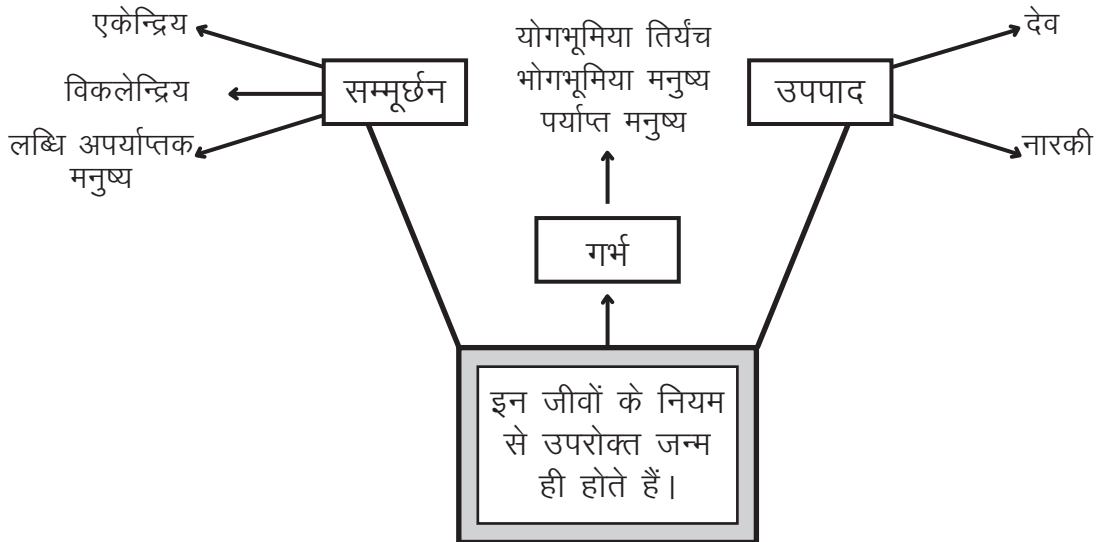 एकेन्द्रिय
विकलेन्द्रिय
लब्धि अपर्याप्तक
मनुष्य
सम्मूर्छन
योगभूमिया तिर्यंच
भोगभूमिया मनुष्य
पर्याप्त मनुष्य
गर्भ
उपपाद
देव
नारकी
इन जीवों के नियम
से उपरोक्त जन्म
ही होते हैं।